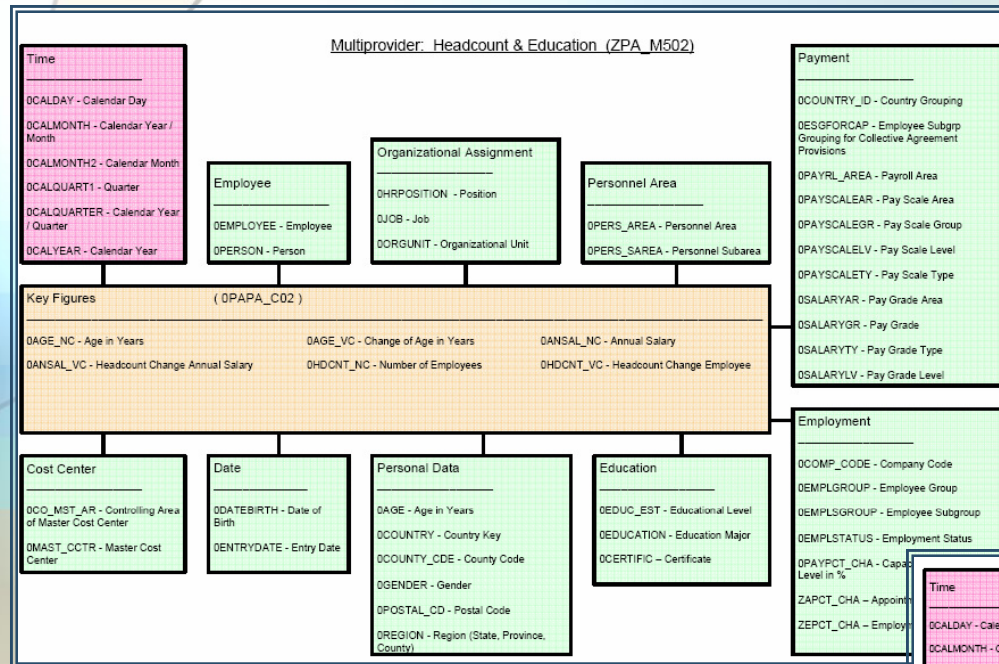 Multiprovider: Headcount & Education (ZPA_M502)
Time
0CALDAY - Calendar Day
0CALMONTH - Calendar Year /
Month
0CALMONTH2 - Calendar Month
0CALQUART1 - Quarter
0CALQUARTER - Calendar Year
/ Quarter
0CALYEAR - Calendar Year
Employee
0EMPLOYEE - Employee
0PERSON - Person
Organizational Assignment
0HRPOSITION - Position
0JOB - Job
0ORGUNIT - Organizational Unit
Personnel Area
0PERS_AREA - Personnel Area
0PERS_SAREA - Personnel Subarea
Payment
0COUNTRY_ID - Country Grouping
0ESGFORCAP - Employee Subgrp
Grouping for Collective Agreement
Provisions
0PAYRL_AREA - Payroll Area
0PAYSCALEAR - Pay Scale Area
0PAYSCALEGR - Pay Scale Group
0PAYSCALELV - Pay Scale Level
0PAYSCALETY - Pay Scale Type
0SALARYAR - Pay Grade Area
0SALARYGR - Pay Grade
0SALARYTY - Pay Grade Type
0SALARYLV - Pay Grade Level
Key Figures ( 0PAPA_C02 )
0AGE_NC - Age in Years 0AGE_VC - Change of Age in Years 0ANSAL_NC - Annual Salary
0ANSAL_VC - Headcount Change Annual Salary 0HDCNT_NC - Number of Employees 0HDCNT_VC - Headcount Change Employee
Cost Center
0CO_MST_AR - Controlling Area
of Master Cost Center
0MAST_CCTR - Master Cost
Center
Date
0DATEBIRTH - Date of
Birth
0ENTRYDATE - Entry Date
Personal Data
0AGE - Age in Years
0COUNTRY - Country Key
0COUNTY_CDE - County Code
0GENDER - Gender
0POSTAL_CD - Postal Code
0REGION - Region (State, Province,
County)
Education
0EDUC_EST - Educational Level
0EDUCATION - Education Major
0CERTIFIC – Certificate
Employment
0COMP_CODE - Company Code
0EMPLGROUP - Employee Group
0EMPLSGROUP - Employee Subgroup
0EMPLSTATUS - Employment Status
0PAYPCT_CHA - Capac
Level in %
ZAPCT_CHA – Appoint
ZEPCT_CHA – Employ
Time
0CALDAY - Cale
0CALMONTH -